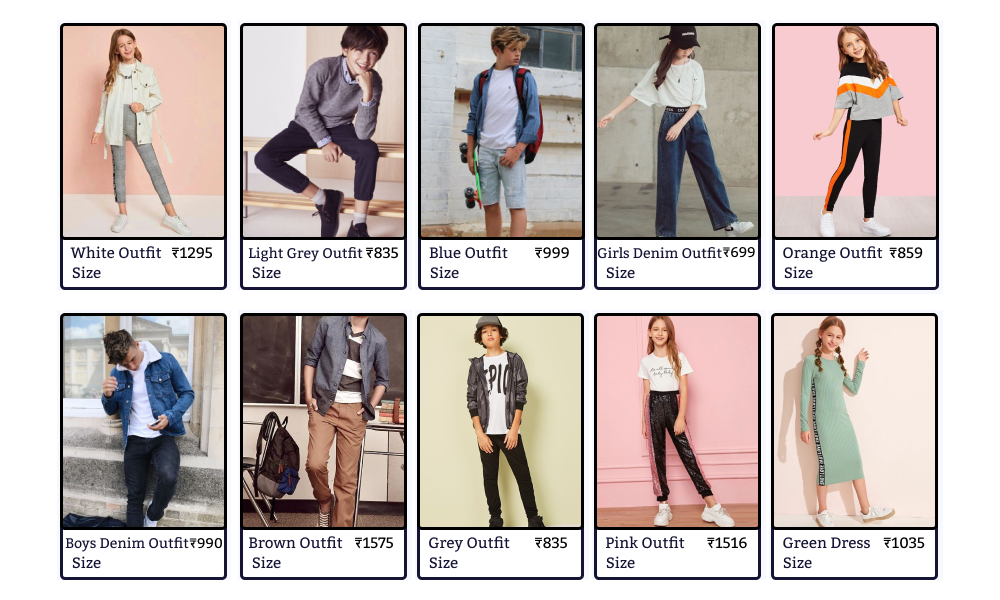 White Outfit ₹1295
Size
Light Grey Outfit ₹835
Size
Blue Outfit ₹999
Size
Girls Denim Outfit ₹699
Size
Orange Outfit ₹859
Size
Boys Denim Outfit ₹990
Size
Brown Outfit ₹1575
Size
Grey Outfit ₹835
Size
Pink Outfit ₹1516
Size
Green Dress ₹1035
Size